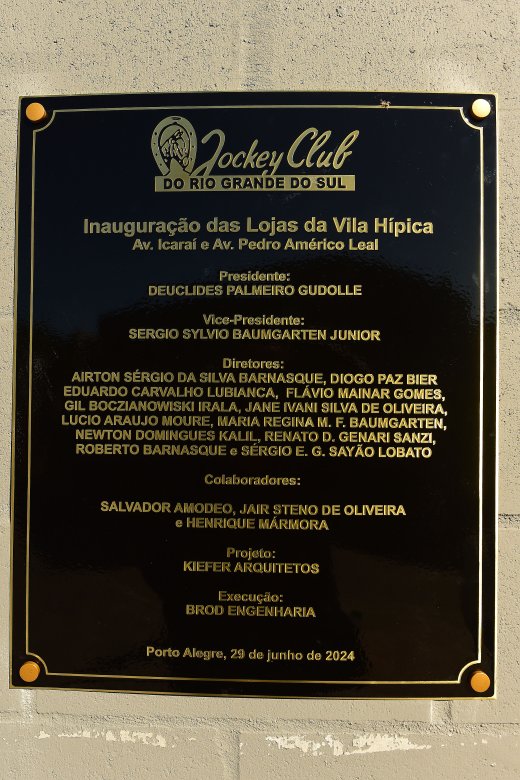 Jockey Club
DO RIO GRANDE DO SUL
Inauguração das Lojas da Vila Hípica
Av. Icaraí e Av. Pedro Américo Leal
Presidente:
DEUCLIDES PALMEIRO GUDOLLE
Vice-Presidente:
SERGIO SYLVIO BAUMGARTEN JUNIOR
Diretores:
AIRTON SÉRGIO DA SILVA BARNASQUE, DIOGO PAZ BIER
EDUARDO CARVALHO LUBIANCA, FLÁVIO MAINAR GOMES,
GIL BOCZIANOWISKI IRALA, JANE IVANI SILVA DE OLIVEIRA,
LUCIO ARAUJO MOURE, MARIA REGINA M. F. BAUMGARTEN,
NEWTON DOMINGUES KALIL, RENATO D. GENARI SANZI,
ROBERTO BARNASQUE e SÉRGIO E. G. SAYÃO LOBATO
Colaboradores:
SALVADOR AMODEO, JAIR STENO DE OLIVEIRA
e HENRIQUE MÁRMORA
Projeto:
KIEFER ARQUITETOS
Execução:
BROD ENGENHARIA
Porto Alegre, 29 de junho de 2024